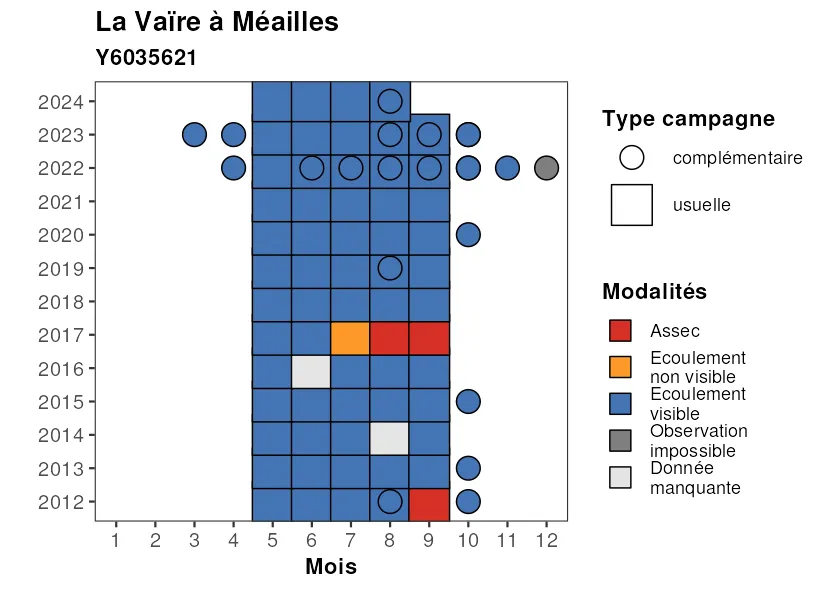 La Vaïre à Méailles
Y6035621
2024
2023
2022
2021
2020
2019
2018
2017
2016
2015
2014
2013
2012
1 2 3 4 5 6 7 8 9 10 11 12
Mois
Type campagne
complémentaire
usuelle
Modalités
Assec
Ecoulement
non visible
Ecoulement
visible
Observation
impossible
Donnée
manquante